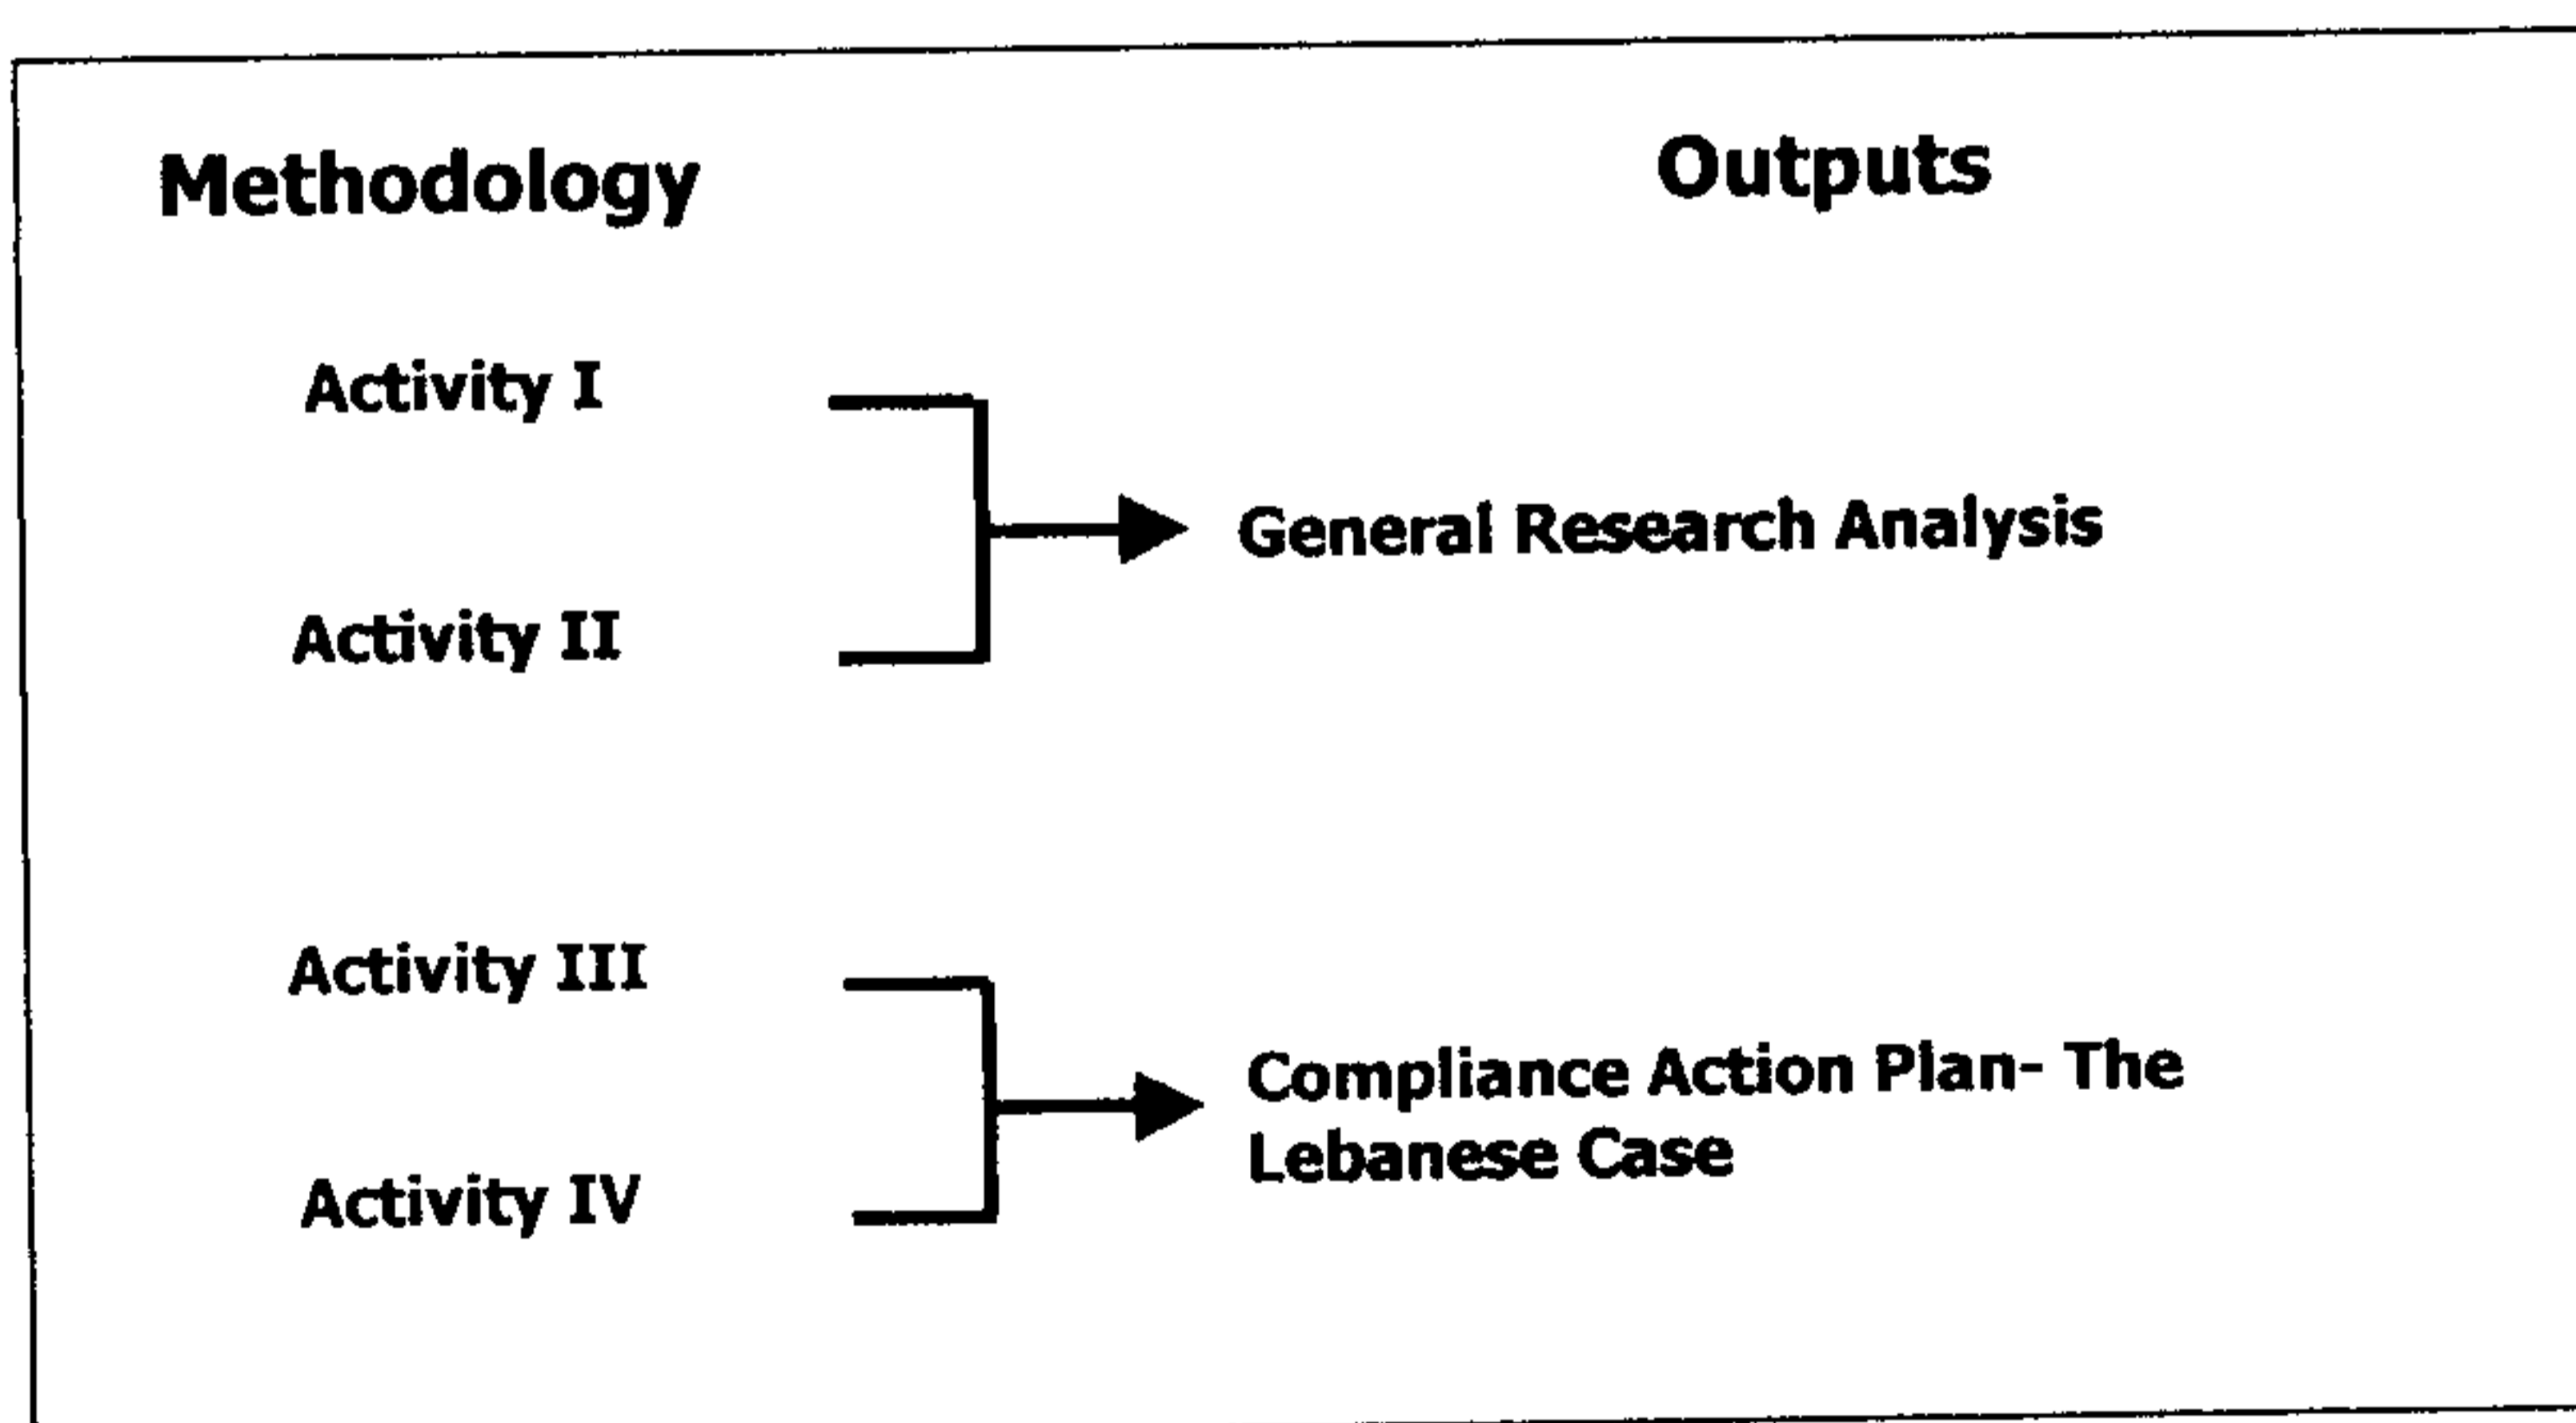 Methodology
Outputs
Activity I
General Research Analysis
Activity II
Activity III
Compliance Action Plan- The
Lebanese Case
Activity IV